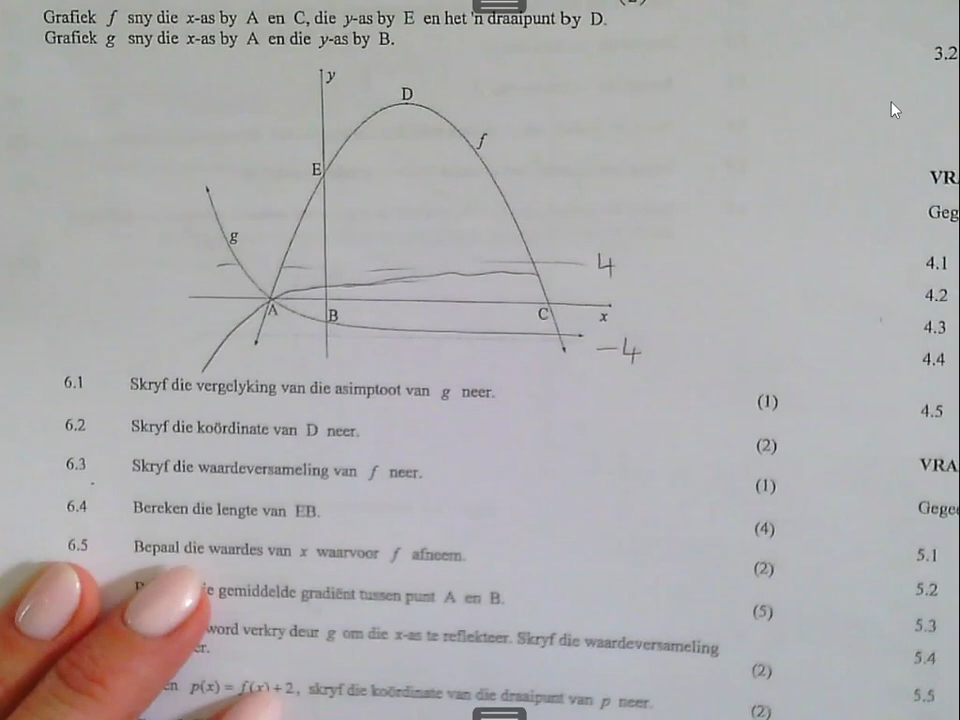 Grafiek f sny die x-as by A en C, die y-as by E en het 'n draaipunt by D.
Grafiek g sny die x-as by A en die y-as by B.
3.2
y
D
f
E
g
4
A
B
C
x
-4
6.1 Skryf die vergelyking van die asimptoot van g neer. (1)
6.2 Skryf die koördinate van D neer. (2)
6.3 Skryf die waardeversameling van f neer. (1)
6.4 Bereken die lengte van EB. (4)
6.5 Bepaal die waardes van x waarvoor f afneem. (2)
gemiddelde gradiënt tussen punt A en B. (5)
word verkry deur g om die x-as te reflekteer. Skryf die waardeversameling
(2)
p(x) = f(x) + 2, skryf die koördinate van die draaipunt van p neer. (2)
VRA
Geg
4.1
4.2
4.3
4.4
4.5
VRA
Gegee
5.1
5.2
5.3
5.4
5.5